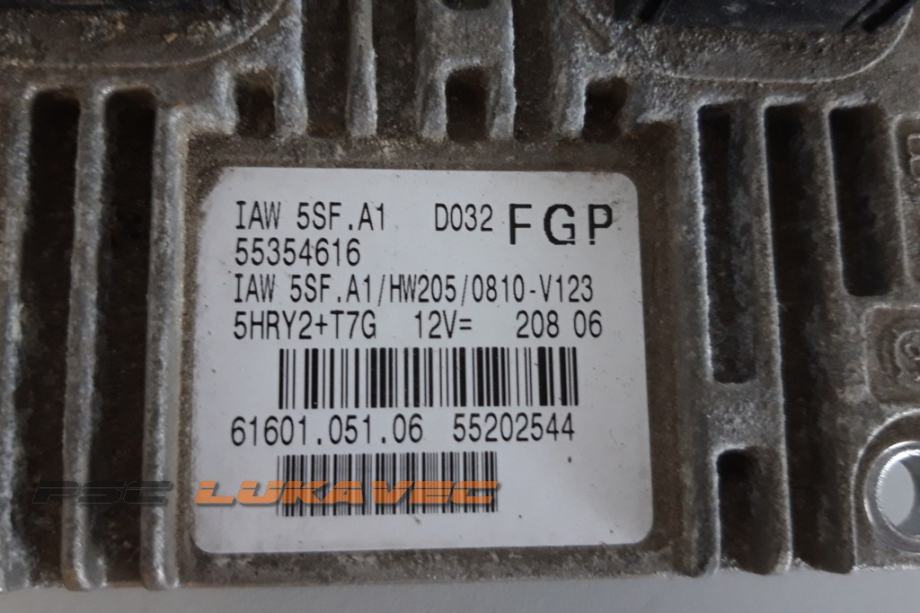 IAW 5SF.A1 D032 FGP
55354616
IAW 5SF.A1/HW205/0810-V123
5HRY2+T7G 12V= 208 06
61601.051.06 55202544
PSC LUKAVEC